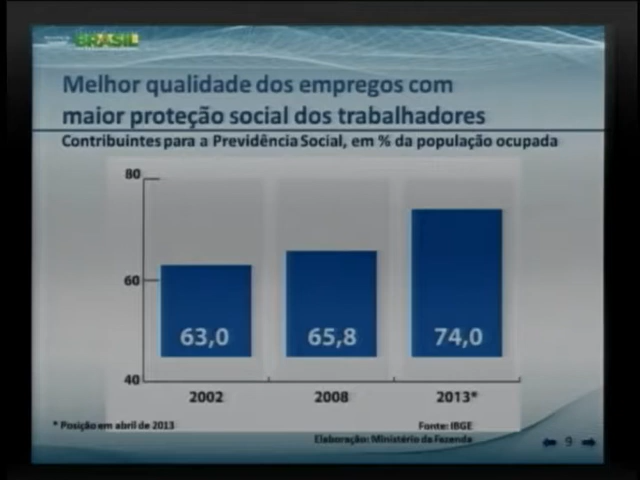 BRASIL
Melhor qualidade dos empregos com
maior proteção social dos trabalhadores
Contribuintes para a Previdência Social, em % da população ocupada
80
60
40
63,0
65,8
74,0
2002
2008
2013*
* Posição em abril de 2013
Fonte: IBGE
Elaboração: Ministério da Fazenda
9